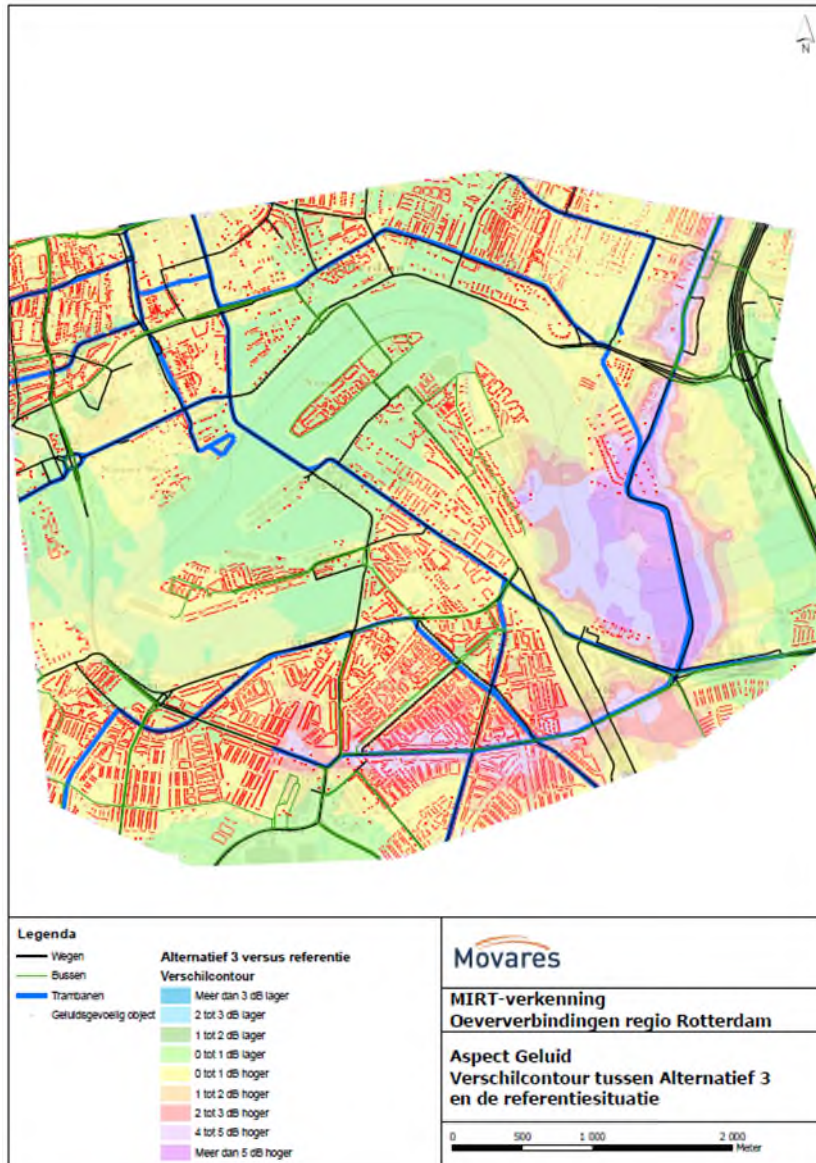 N
Legenda
Wegen
Bussen
Trambanen
Geluidsgevoelig object
Alternatief 3 versus referentie
Verschilcontour
Meer dan 3 dB lager
2 tot 3 dB lager
1 tot 2 dB lager
0 tot 1 dB lager
0 tot 1 dB hoger
1 tot 2 dB hoger
2 tot 3 dB hoger
4 tot 5 dB hoger
Meer dan 5 dB hoger
Movares
MIRT-verkenning
Oeververbindingen regio Rotterdam
Aspect Geluid
Verschilcontour tussen Alternatief 3
en de referentiesituatie
0 500 1 000 2 000
Meter